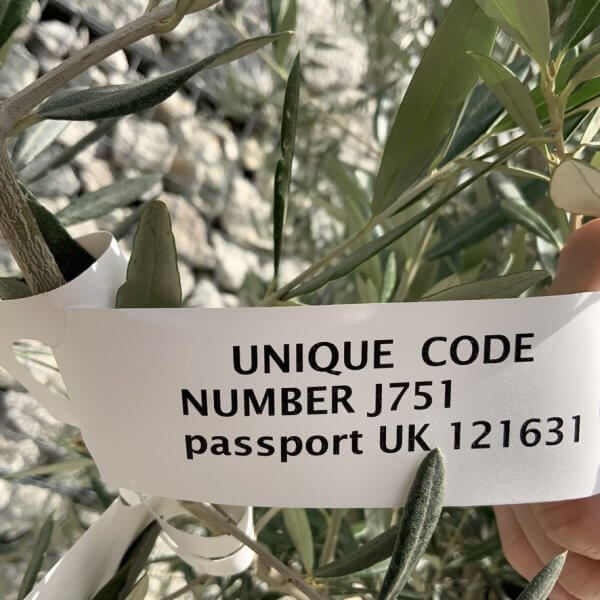 UNIQUE CODE
NUMBER J751
passport UK 121631